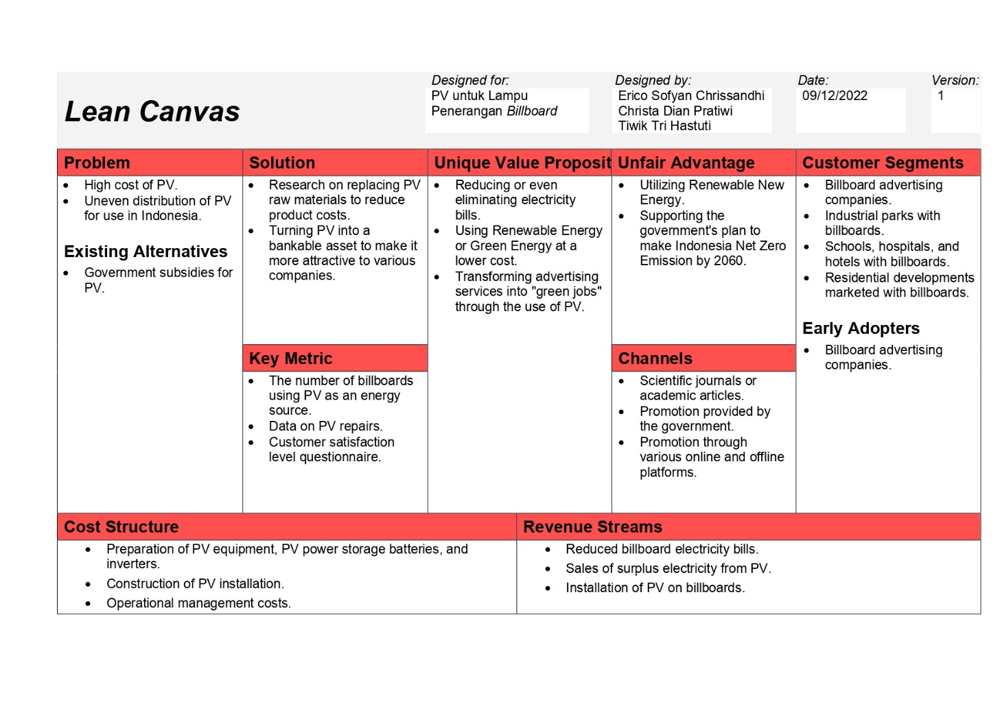 Lean Canvas
Designed for:
PV untuk Lampu
Penerangan Billboard
Designed by:
Erico Sofyan Chrissandhi
Christa Dian Pratiwi
Tiwik Tri Hastuti
Date:
09/12/2022
Version:
1
Problem
• High cost of PV.
• Uneven distribution of PV
for use in Indonesia.
Existing Alternatives
• Government subsidies for
PV.
Solution
• Research on replacing PV
raw materials to reduce
product costs.
• Turning PV into a
bankable asset to make it
more attractive to various
companies.
Key Metric
• The number of billboards
using PV as an energy
source.
• Data on PV repairs.
• Customer satisfaction
level questionnaire.
Unique Value Proposit
• Reducing or even
eliminating electricity
bills.
• Using Renewable Energy
or Green Energy at a
lower cost.
• Transforming advertising
services into "green jobs"
through the use of PV.
Unfair Advantage
• Utilizing Renewable New
Energy.
• Supporting the
government's plan to
make Indonesia Net Zero
Emission by 2060.
Channels
• Scientific journals or
academic articles.
• Promotion provided by
the government.
• Promotion through
various online and offline
platforms.
Customer Segments
• Billboard advertising
companies.
• Industrial parks with
billboards.
• Schools, hospitals, and
hotels with billboards.
• Residential developments
marketed with billboards.
Early Adopters
• Billboard advertising
companies.
Cost Structure
• Preparation of PV equipment, PV power storage batteries, and
inverters.
• Construction of PV installation.
• Operational management costs.
Revenue Streams
• Reduced billboard electricity bills.
• Sales of surplus electricity from PV.
• Installation of PV on billboards.